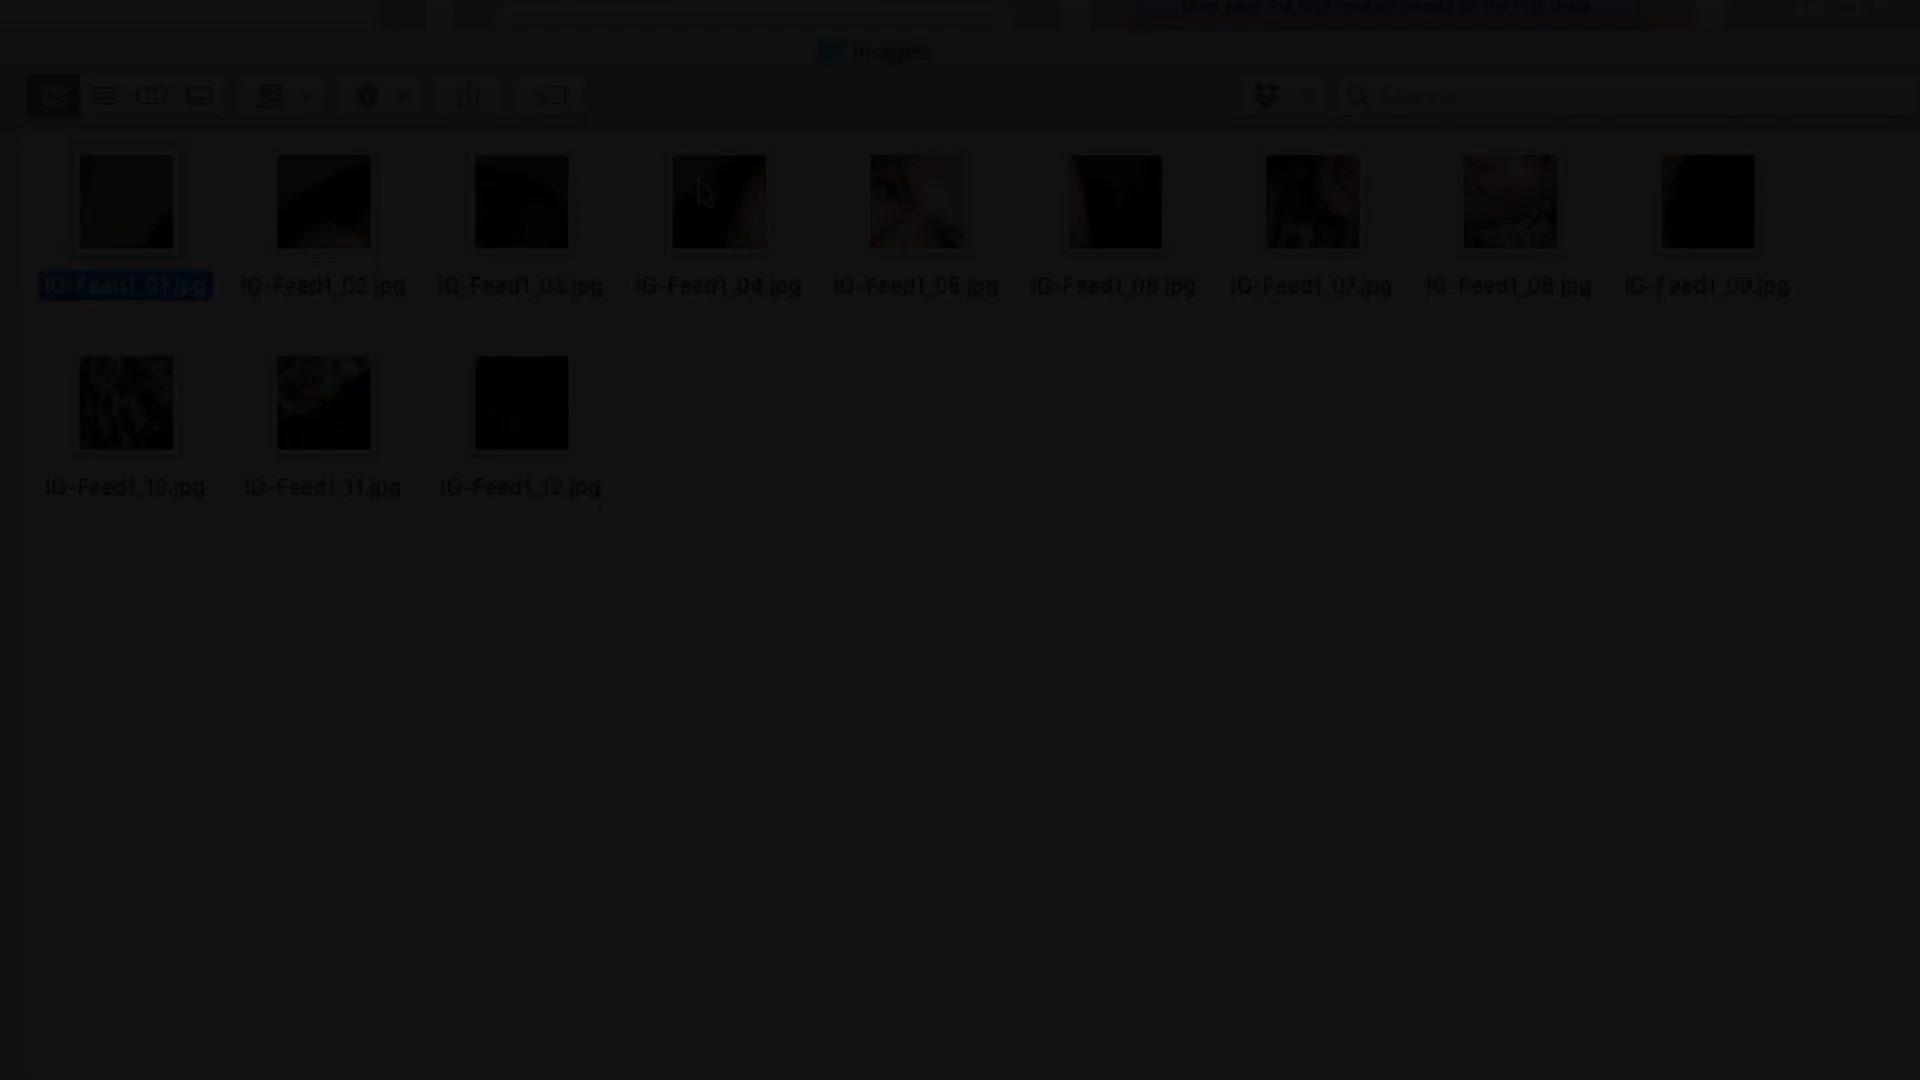 images
Search
IG-Feed1_01.jpg
IG-Feed1_02.jpg
IG-Feed1_03.jpg
IG-Feed1_04.jpg
IG-Feed1_05.jpg
IG-Feed1_06.jpg
IG-Feed1_07.jpg
IG-Feed1_08.jpg
IG-Feed1_09.jpg
IG-Feed1_10.jpg
IG-Feed1_11.jpg
IG-Feed1_12.jpg